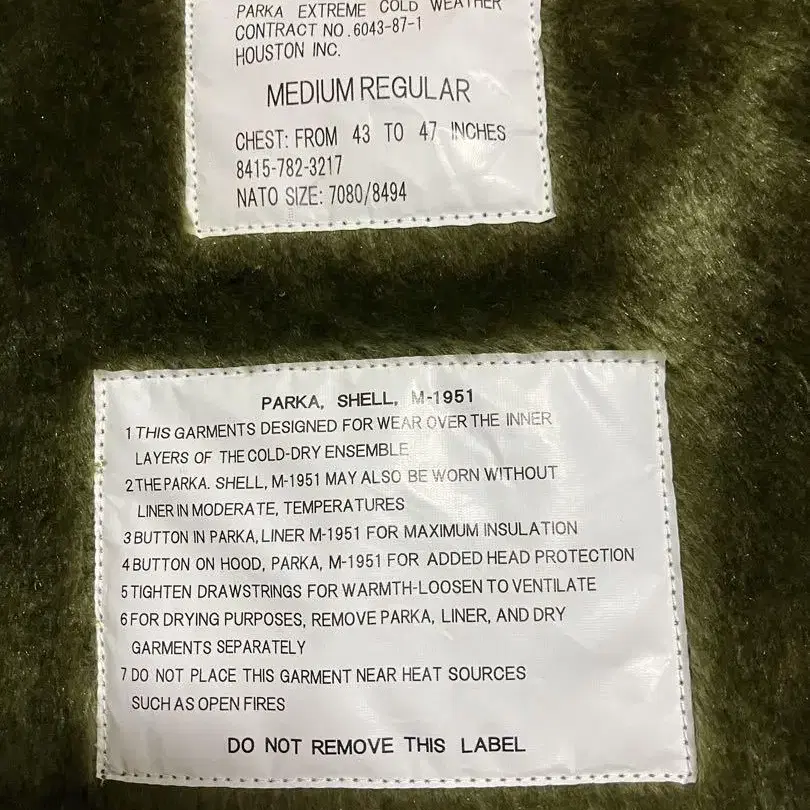 PARKA EXTREME COLD WEATHER
CONTRACT NO.6043-87-1
HOUSTON INC.
MEDIUM REGULAR
CHEST: FROM 43 TO 47 INCHES
8415-782-3217
NATO SIZE: 7080/8494
PARKA, SHELL, M-1951
1 THIS GARMENTS DESIGNED FOR WEAR OVER THE INNER
LAYERS OF THE COLD-DRY ENSEMBLE
2 THE PARKA. SHELL, M-1951 MAY ALSO BE WORN WITHOUT
LINER IN MODERATE, TEMPERATURES
3 BUTTON IN PARKA, LINER M-1951 FOR MAXIMUM INSULATION
4 BUTTON ON HOOD, PARKA, M-1951 FOR ADDED HEAD PROTECTION
5 TIGHTEN DRAWSTRINGS FOR WARMTH-LOOSEN TO VENTILATE
6 FOR DRYING PURPOSES, REMOVE PARKA, LINER, AND DRY
GARMENTS SEPARATELY
7 DO NOT PLACE THIS GARMENT NEAR HEAT SOURCES
SUCH AS OPEN FIRES
DO NOT REMOVE THIS LABEL